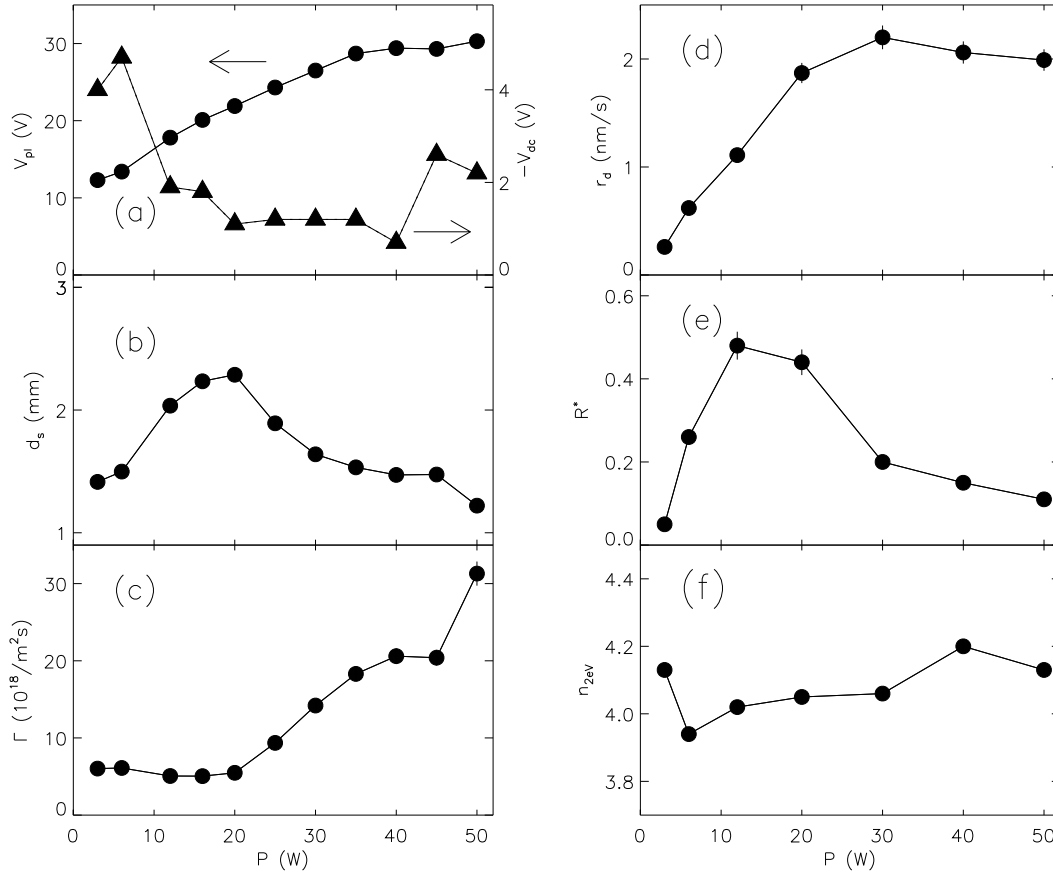 30
20
10
0
V_pl (V)
(a)
4
2
0
−V_dc (V)
3
2
1
d_s (mm)
(b)
30
20
10
0
Γ (10^18/m^2s)
(c)
0 10 20 30 40 50
P (W)
2
1
0
r_d (nm/s)
(d)
0.6
0.4
0.2
0.0
R*
(e)
4.4
4.2
4.0
3.8
n_2eV
(f)
0 10 20 30 40 50
P (W)